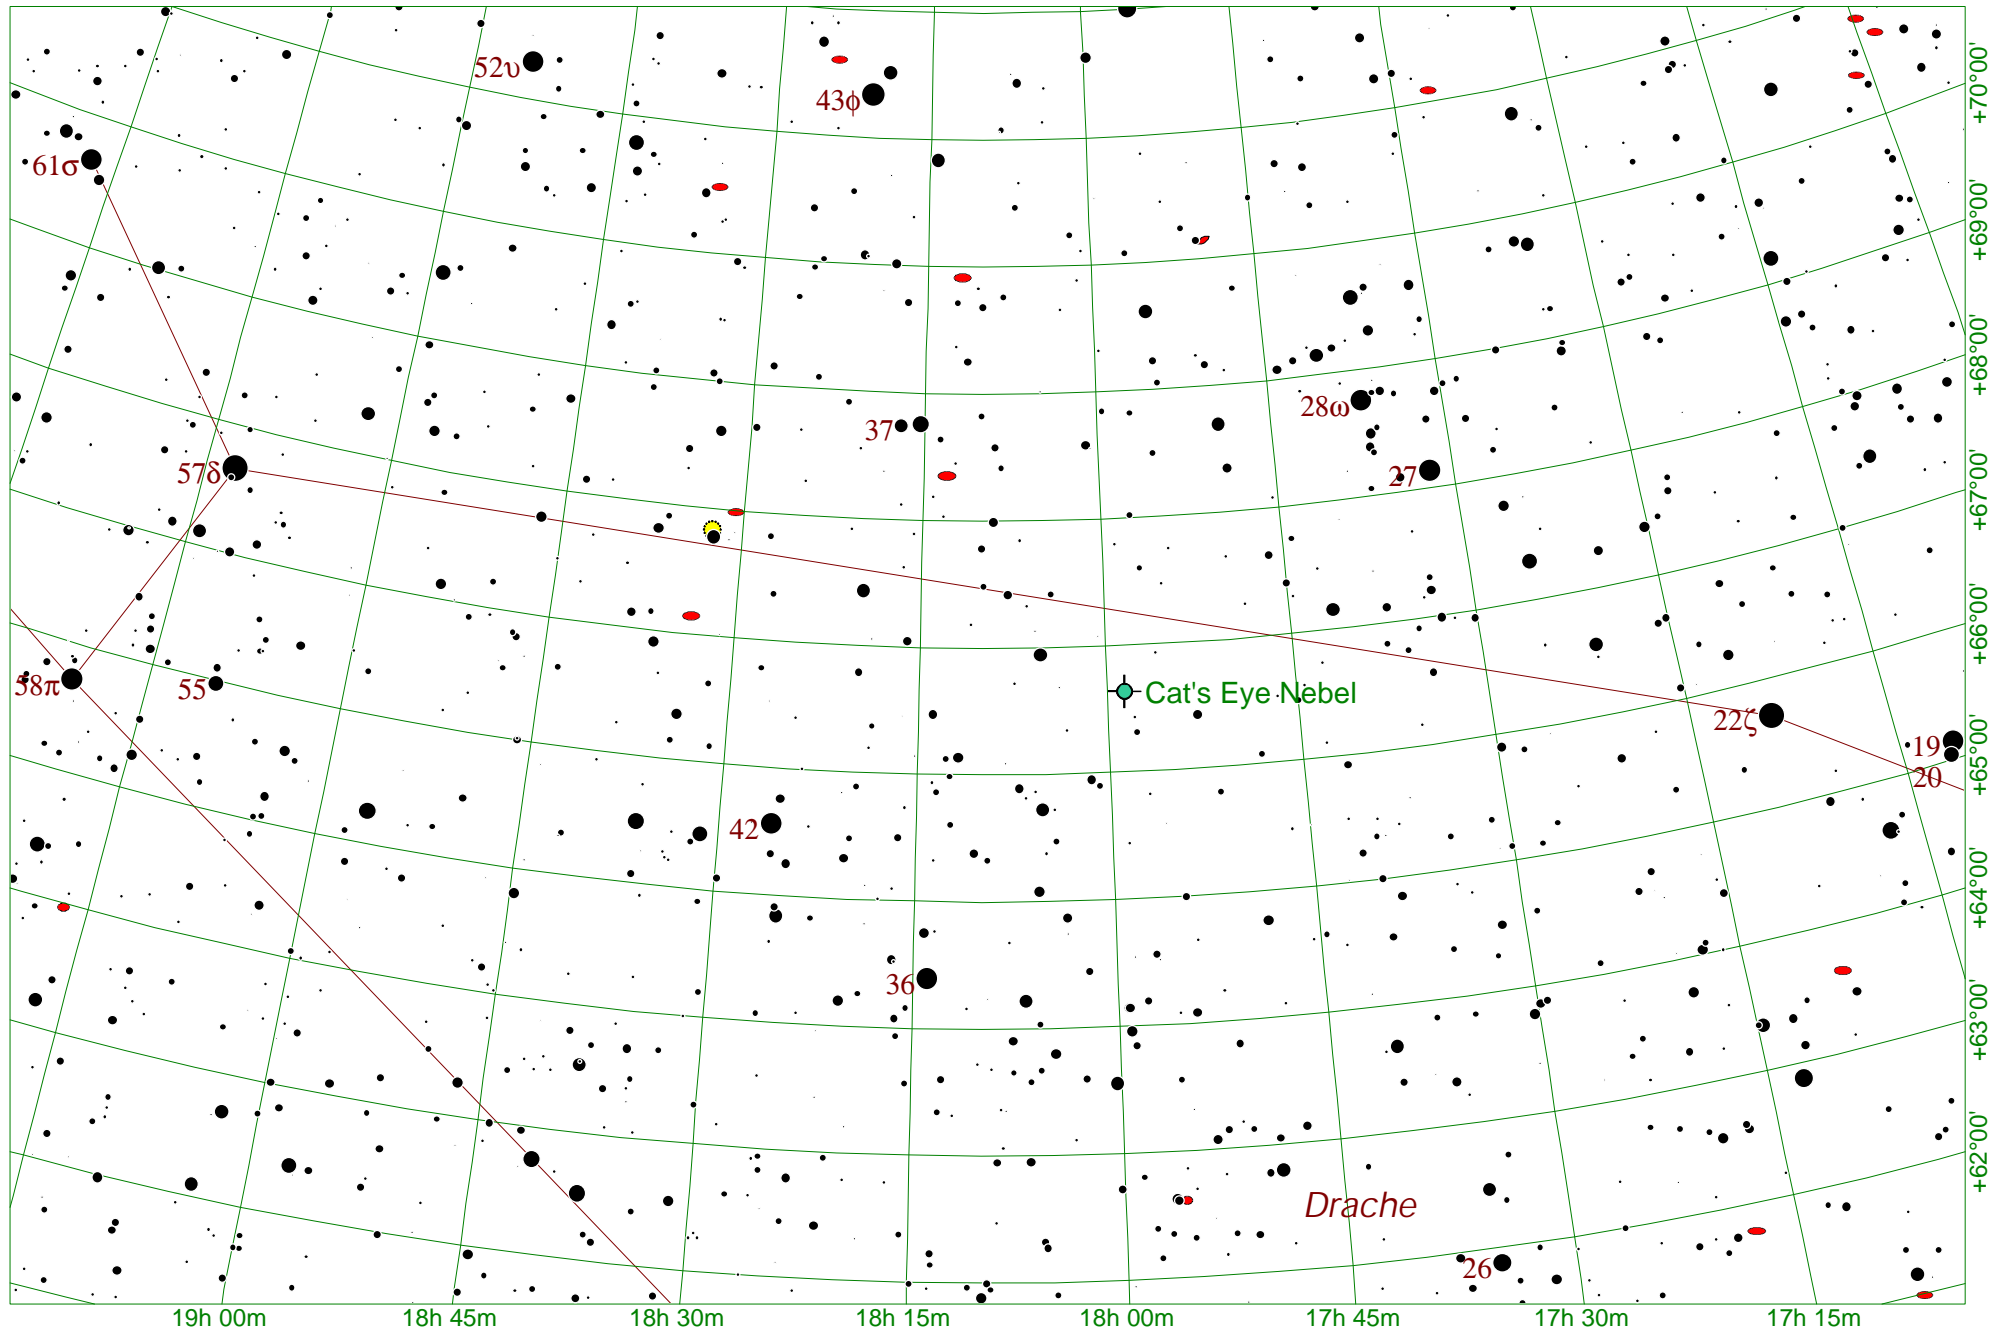 52υ
43ϕ
61σ
+70°00'
+69°00'
+68°00'
28ω
37
57δ
27
+67°00'
+66°00'
58π
55
Cat's Eye Nebel
22ζ
19
20
+65°00'
42
+64°00'
36
+63°00'
+62°00'
Drache
26
19h 00m 18h 45m 18h 30m 18h 15m 18h 00m 17h 45m 17h 30m 17h 15m